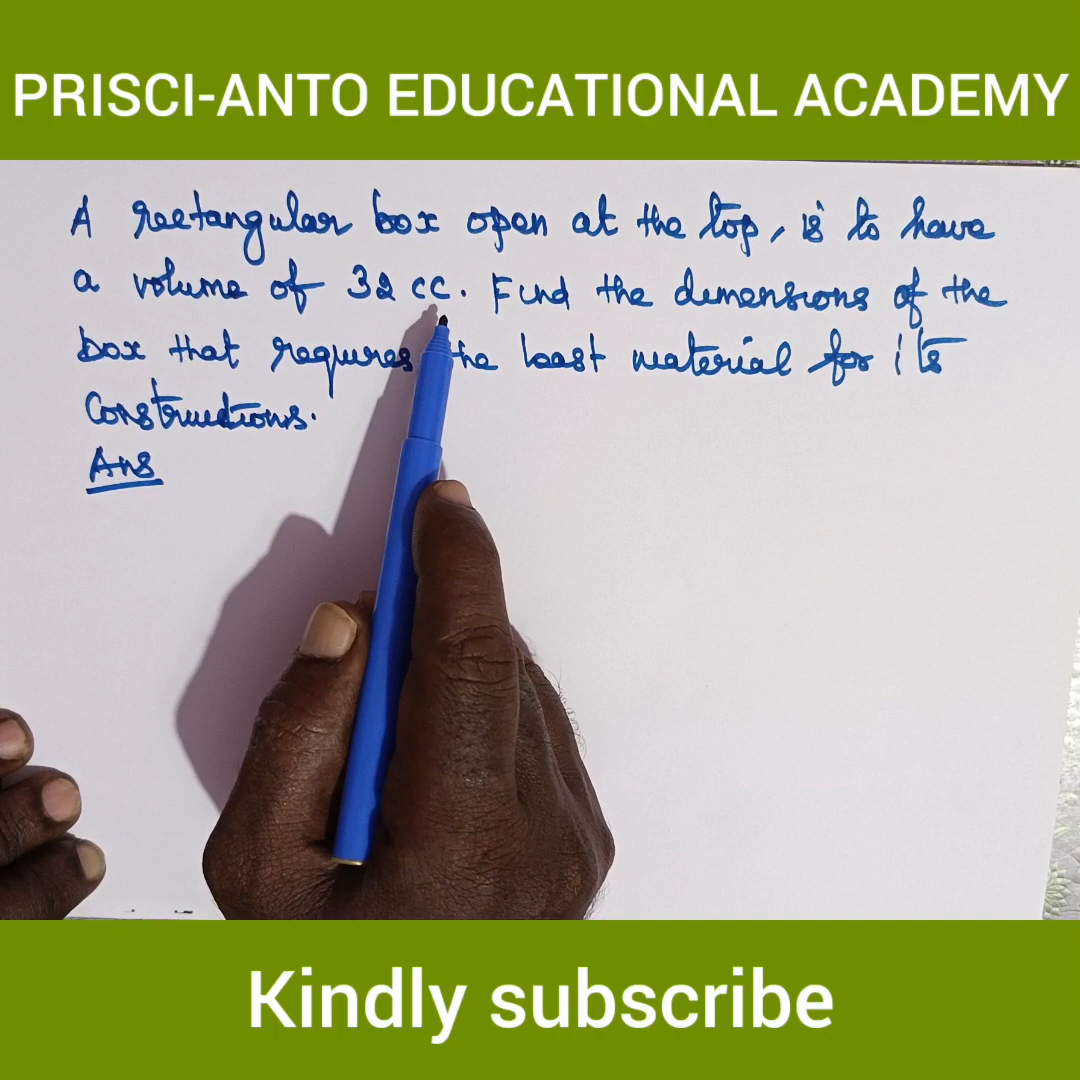 PRISCI-ANTO EDUCATIONAL ACADEMY
A rectangular box open at the top, is to have
a volume of 32 cc. Find the dimensions of the
box that requires the least material for its
Constructions.
Ans
Kindly subscribe